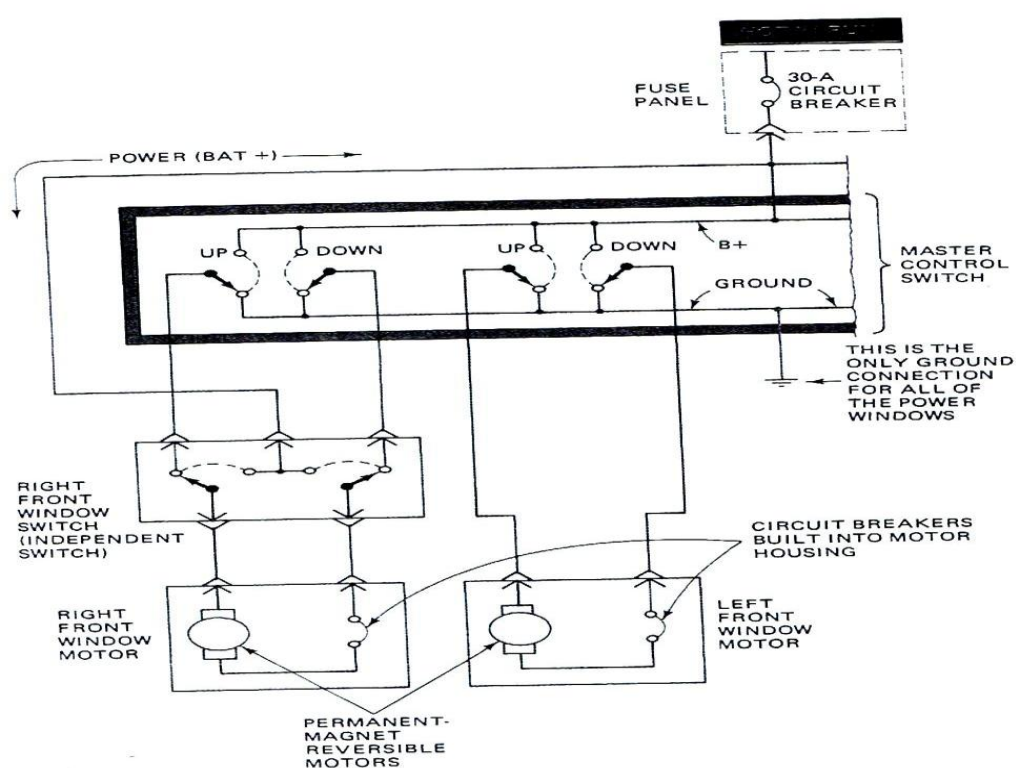 FUSE
PANEL
30-A
CIRCUIT
BREAKER
POWER (BAT +)
UP
DOWN
UP
DOWN
B+
GROUND
MASTER
CONTROL
SWITCH
THIS IS THE
ONLY GROUND
CONNECTION
FOR ALL OF
THE POWER
WINDOWS
RIGHT
FRONT
WINDOW
SWITCH
(INDEPENDENT
SWITCH)
CIRCUIT BREAKERS
BUILT INTO MOTOR
HOUSING
RIGHT
FRONT
WINDOW
MOTOR
LEFT
FRONT
WINDOW
MOTOR
PERMANENT-
MAGNET
REVERSIBLE
MOTORS